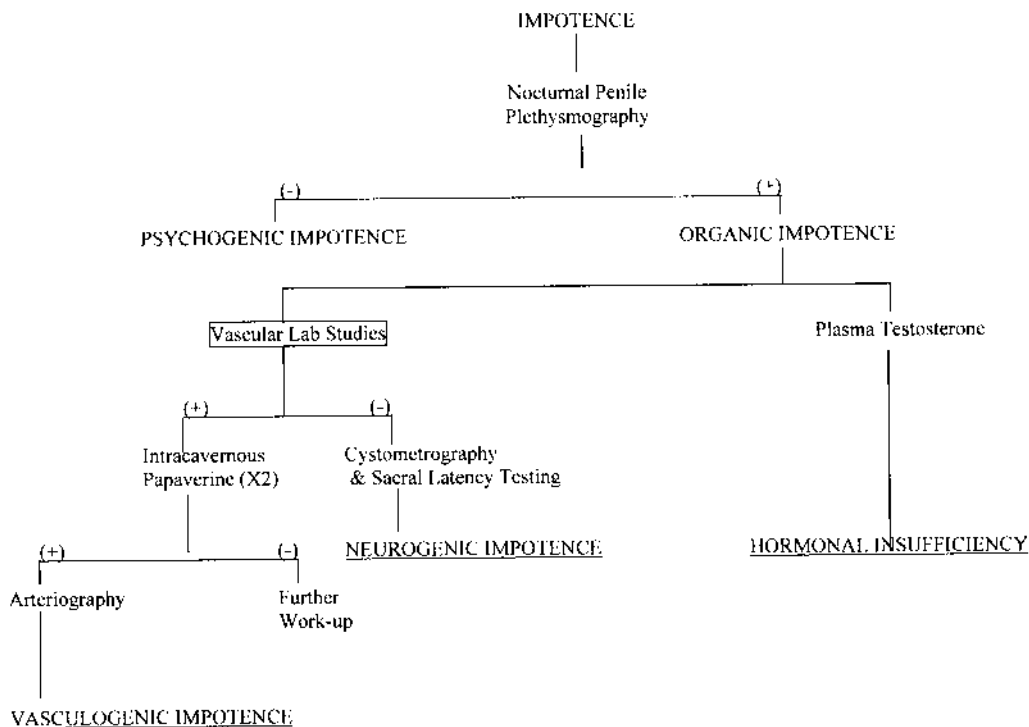 IMPOTENCE
Nocturnal Penile
Plethysmography
(-)
(+)
PSYCHOGENIC IMPOTENCE
ORGANIC IMPOTENCE
Vascular Lab Studies
Plasma Testosterone
(+)
(-)
Intracavernous
Papaverine (X2)
Cystometrography
& Sacral Latency Testing
NEUROGENIC IMPOTENCE
HORMONAL INSUFFICIENCY
(+)
(-)
Arteriography
Further
Work-up
VASCULOGENIC IMPOTENCE